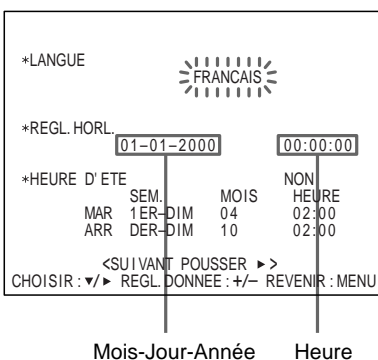 *LANGUE
FRANCAIS
*REGL. HORL.
01–01–2000 00:00:00
*HEURE D'ETE NON
SEM. MOIS HEURE
MAR 1ER–DIM 04 02:00
ARR DER–DIM 10 02:00
<SUIVANT POUSSER ►>
CHOISIR : ▼/► REGL. DONNEE : +/– REVENIR : MENU
Mois-Jour-Année Heure